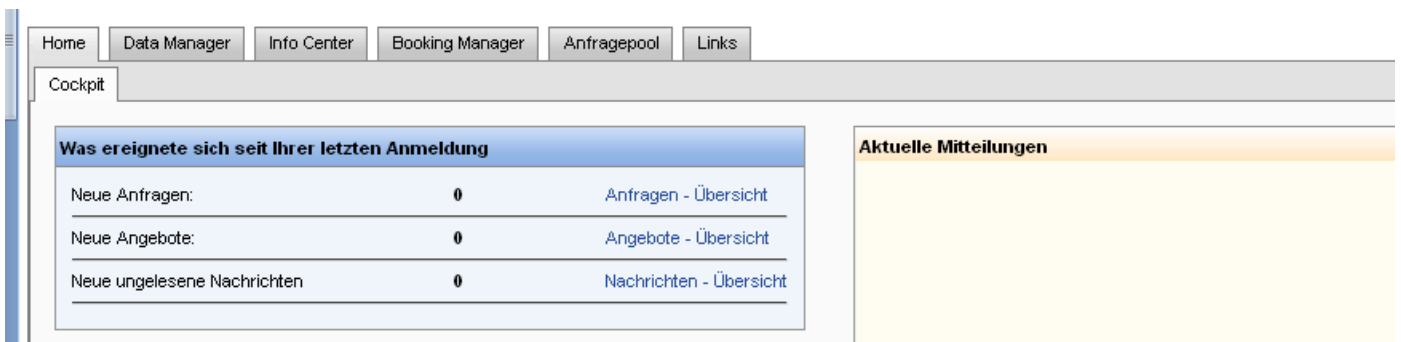 Home Data Manager Info Center Booking Manager Anfragepool Links
Cockpit
Was ereignete sich seit Ihrer letzten Anmeldung
Neue Anfragen: 0 Anfragen - Übersicht
Neue Angebote: 0 Angebote - Übersicht
Neue ungelesene Nachrichten 0 Nachrichten - Übersicht
Aktuelle Mitteilungen